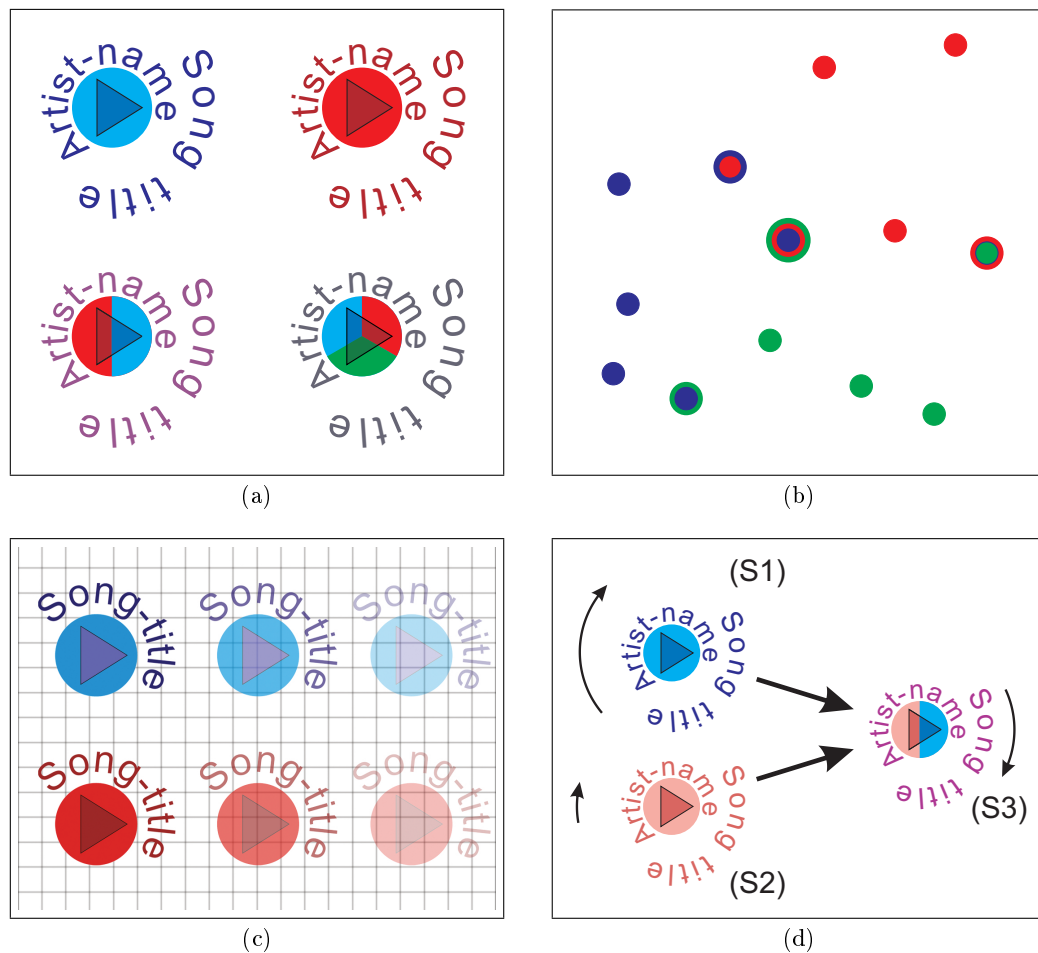 Artist-name
Song title
Artist-name
Song title
Artist-name
Song title
Artist-name
Song title
(a)
(b)
Song-title
Song-title
Song-title
Song-title
Song-title
Song-title
(c)
(S1)
Artist-name
Song title
Artist-name
Song title
(S3)
Artist-name
Song title
(S2)
(d)